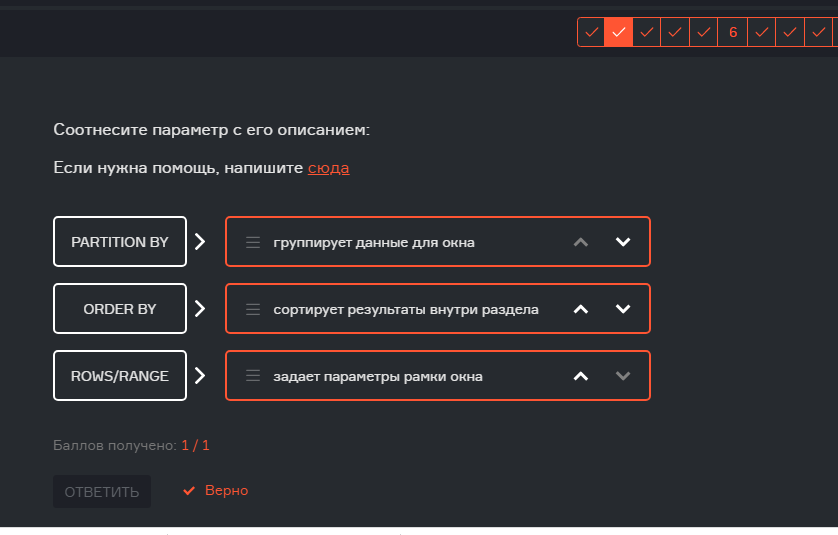 6
Соотнесите параметр с его описанием:
Если нужна помощь, напишите сюда
PARTITION BY группирует данные для окна
ORDER BY сортирует результаты внутри раздела
ROWS/RANGE задает параметры рамки окна
Баллов получено: 1 / 1
ОТВЕТИТЬ Верно